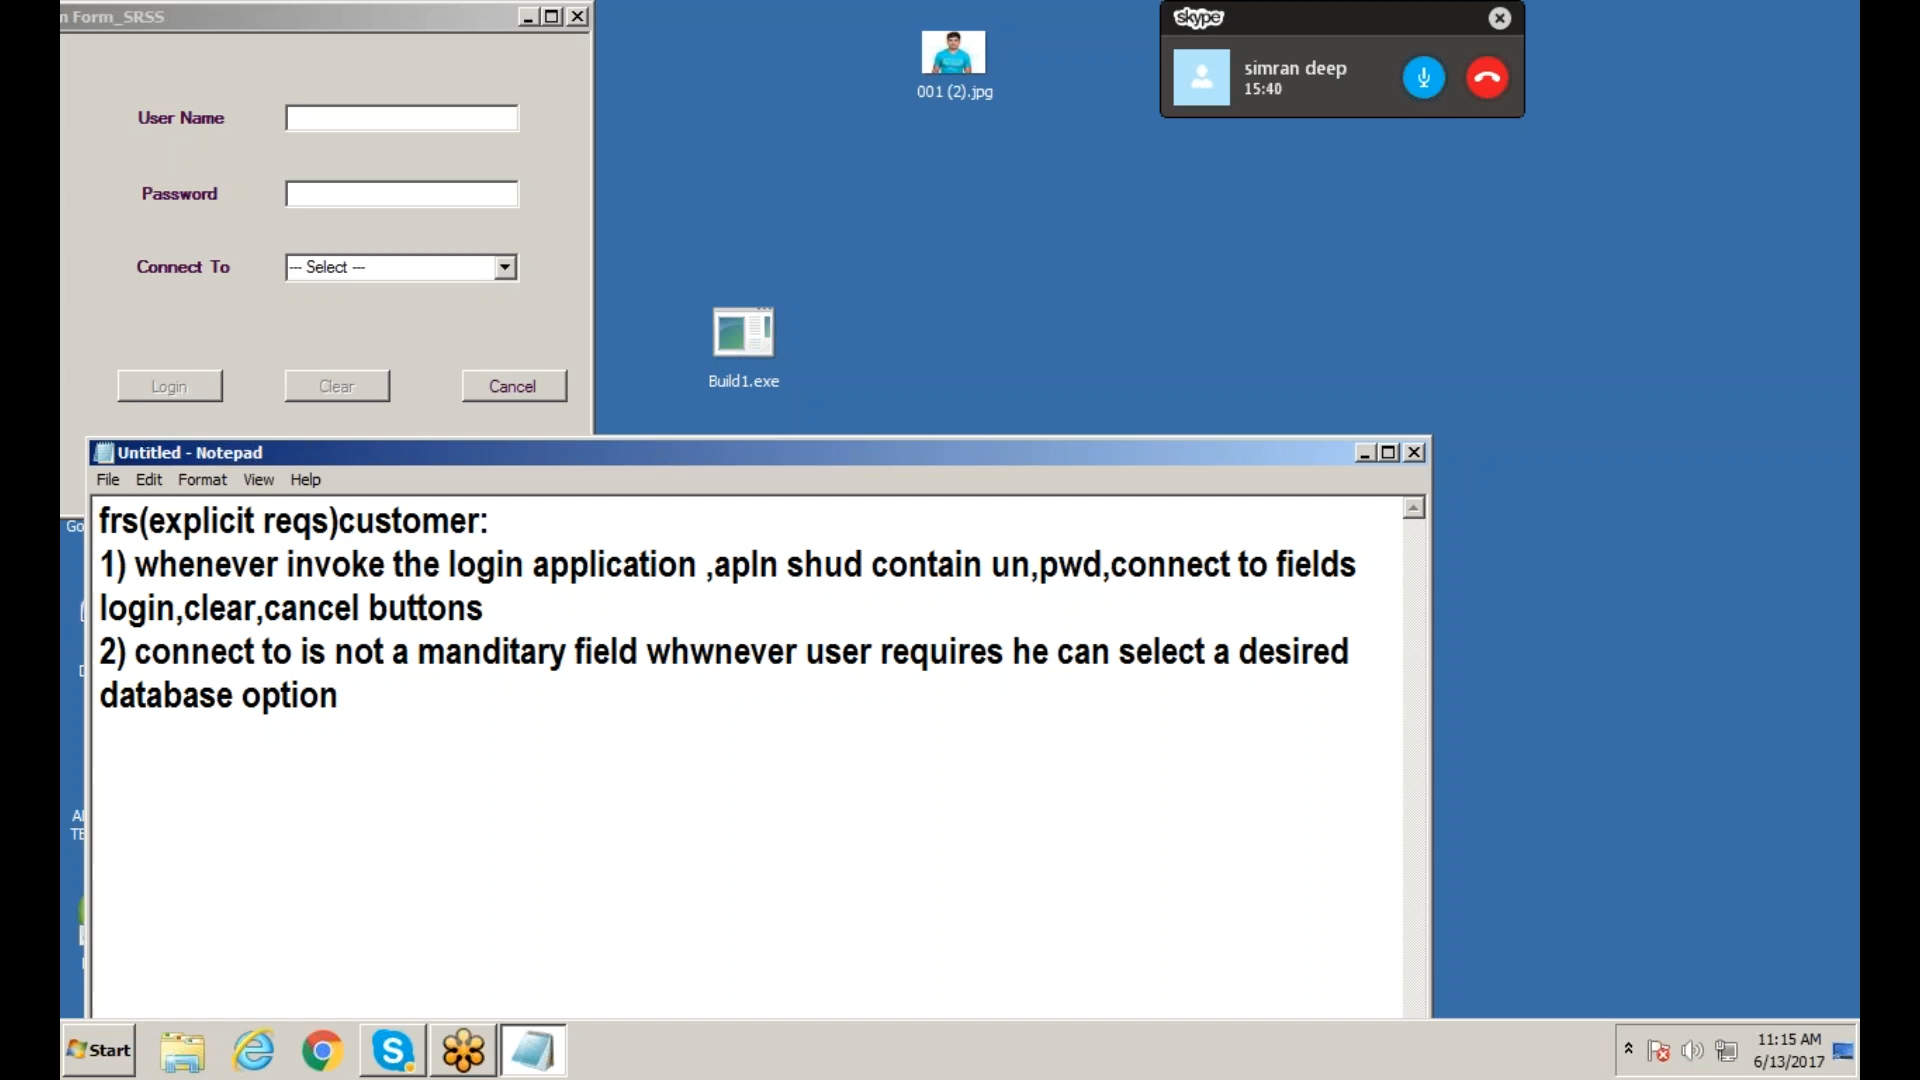 n Form_SRSS
User Name
Password
Connect To
--- Select ---
Login
Clear
Cancel
001 (2).jpg
skype
simran deep
15:40
Build1.exe
Untitled - Notepad
File Edit Format View Help
frs(explicit reqs)customer:
1) whenever invoke the login application ,apln shud contain un,pwd,connect to fields
login,clear,cancel buttons
2) connect to is not a manditary field whwnever user requires he can select a desired
database option
Go
TE
Start
11:15 AM
6/13/2017